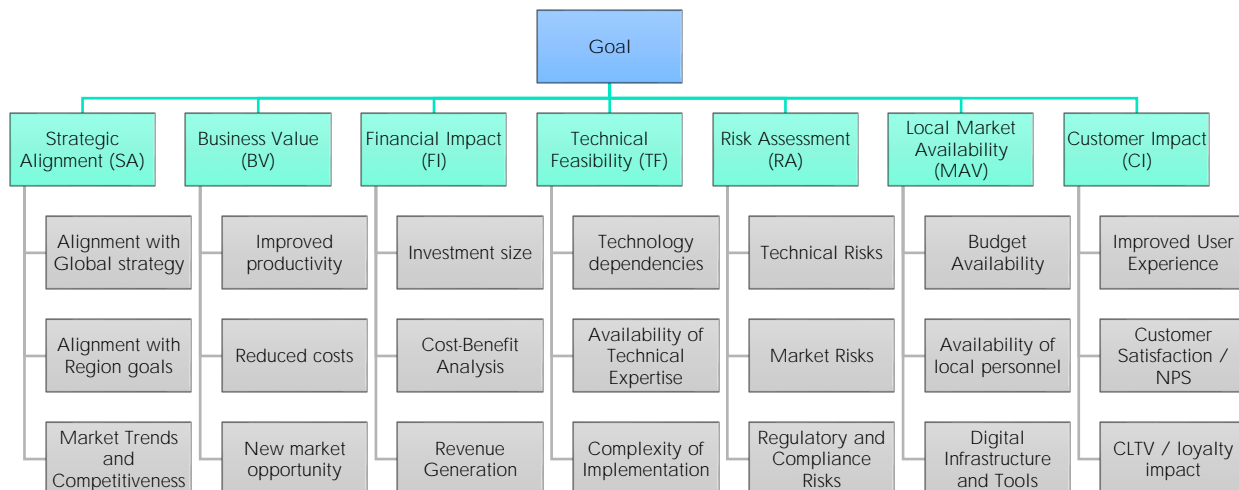 Goal
Strategic
Alignment (SA)
Business Value
(BV)
Financial Impact
(FI)
Technical
Feasibility (TF)
Risk Assessment
(RA)
Local Market
Availability
(MAV)
Customer Impact
(CI)
Alignment with
Global strategy
Improved
productivity
Investment size
Technology
dependencies
Technical Risks
Budget
Availability
Improved User
Experience
Alignment with
Region goals
Reduced costs
Cost-Benefit
Analysis
Availability of
Technical
Expertise
Market Risks
Availability of
local personnel
Customer
Satisfaction /
NPS
Market Trends
and
Competitiveness
New market
opportunity
Revenue
Generation
Complexity of
Implementation
Regulatory and
Compliance
Risks
Digital
Infrastructure
and Tools
CLTV / loyalty
impact